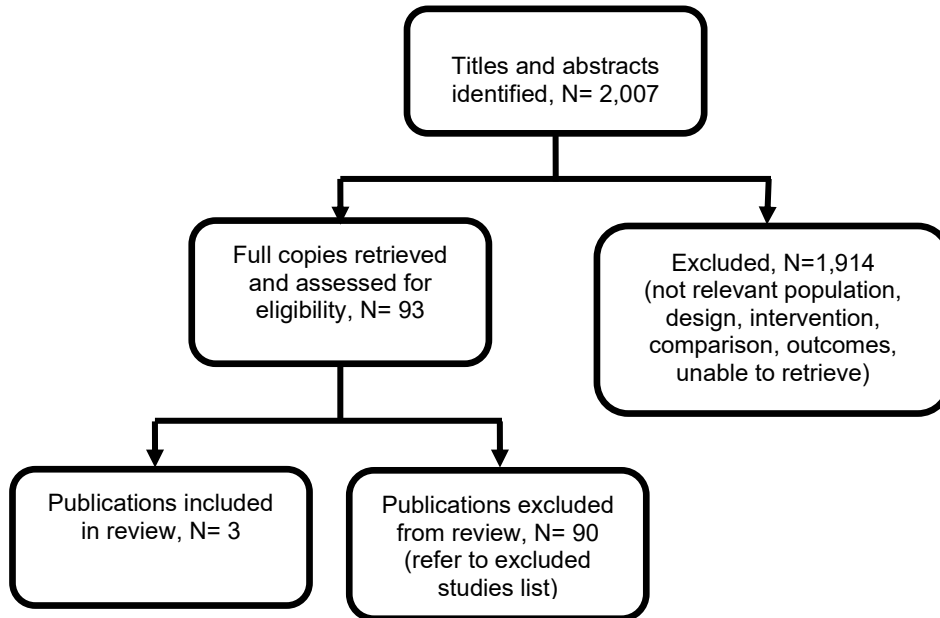 Titles and abstracts
identified, N= 2,007
Full copies retrieved
and assessed for
eligibility, N= 93
Excluded, N=1,914
(not relevant population,
design, intervention,
comparison, outcomes,
unable to retrieve)
Publications included
in review, N= 3
Publications excluded
from review, N= 90
(refer to excluded
studies list)